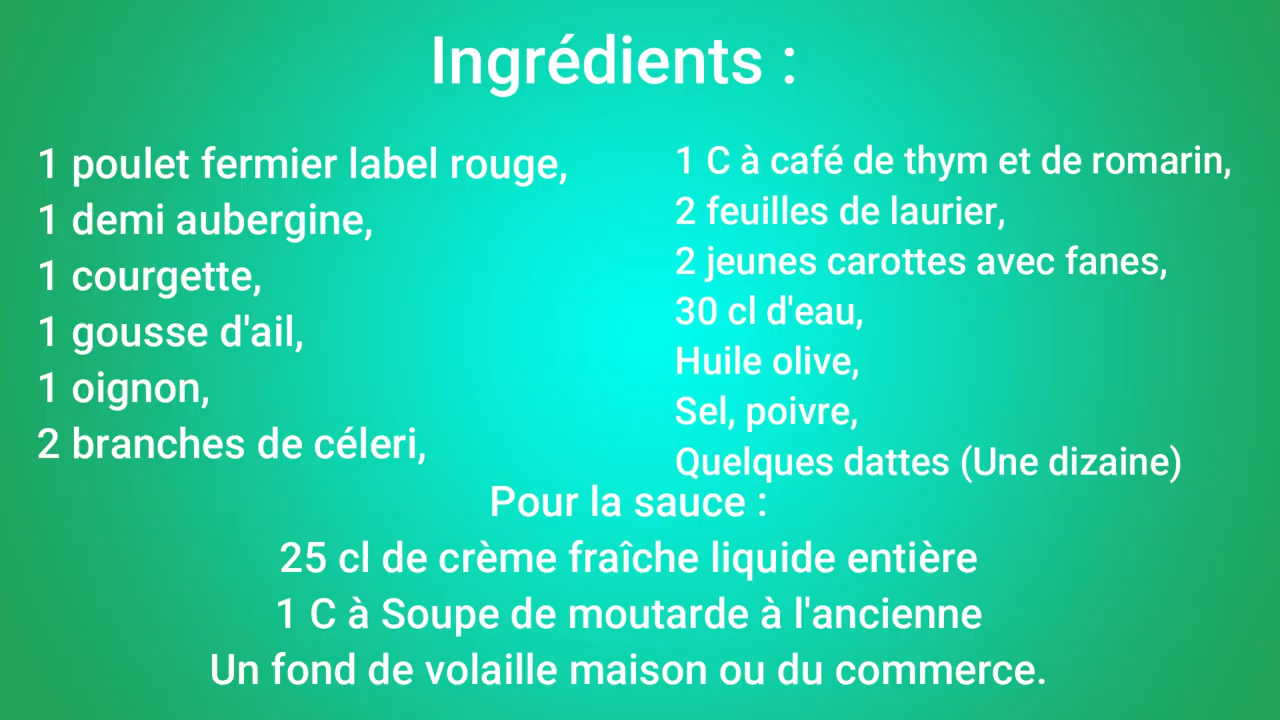 Ingrédients :
1 poulet fermier label rouge,
1 demi aubergine,
1 courgette,
1 gousse d'ail,
1 oignon,
2 branches de céleri,
1 C à café de thym et de romarin,
2 feuilles de laurier,
2 jeunes carottes avec fanes,
30 cl d'eau,
Huile olive,
Sel, poivre,
Quelques dattes (Une dizaine)
Pour la sauce :
25 cl de crème fraîche liquide entière
1 C à Soupe de moutarde à l'ancienne
Un fond de volaille maison ou du commerce.